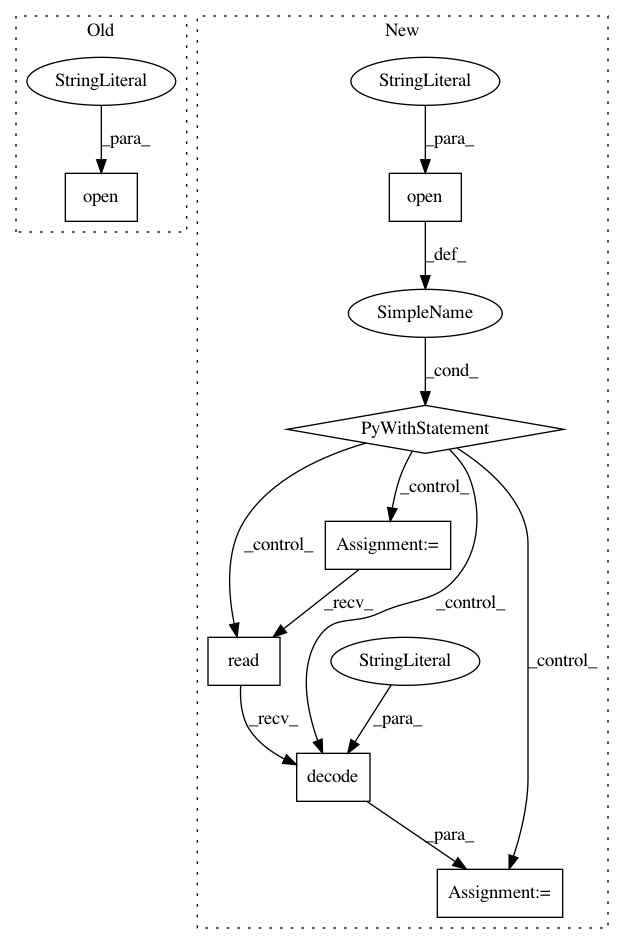 Old
New
StringLiteral
StringLiteral
_para_
_para_
open
open
_def_
SimpleName
_cond_
PyWithStatement
_control_
_control_
Assignment:=
_recv_
_control_
_control_
read
StringLiteral
_recv_
_para_
decode
_para_
Assignment:=